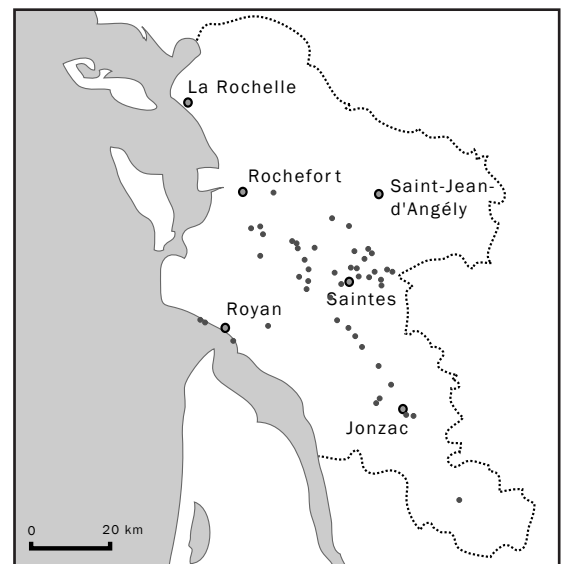 La Rochelle
Rochefort
Saint-Jean-
d'Angély
Saintes
Royan
Jonzac
0 20 km